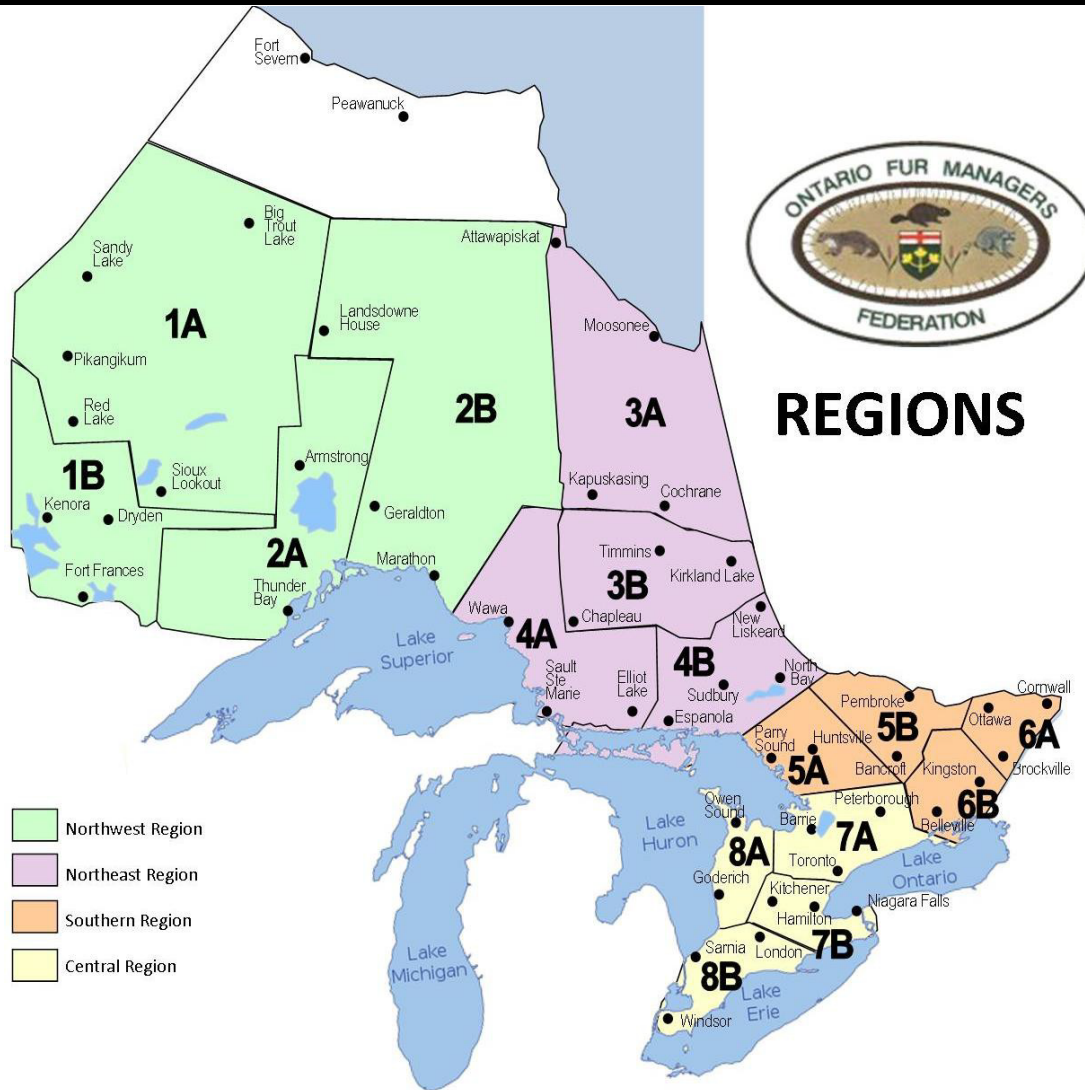 Fort
Severn
Peawanuck
ONTARIO FUR MANAGERS
FEDERATION
REGIONS
Big
Trout
Lake
Sandy
Lake
Attawapiskat
1A
Landsdowne
House
Moosonee
Pikangikum
2B
3A
Red
Lake
1B
Sioux
Lookout
Armstrong
Kapuskasing
Cochrane
Kenora
Dryden
Geraldton
2A
Fort Frances
Thunder
Bay
Marathon
Timmins
3B
Kirkland Lake
Wawa
4A
Chapleau
New
Liskeard
Lake
Superior
Sault
Ste
Marie
Elliot
Lake
4B
Sudbury
North
Bay
Espanola
Pembroke
5B
Cornwall
Ottawa
6A
Parry
Sound
Huntsville
5A
Bancroft
Kingston
Brockville
6B
Belleville
Owen
Sound
Barrie
Peterborough
7A
Lake
Huron
8A
Toronto
Lake
Ontario
Goderich
Kitchener
Hamilton
Niagara Falls
7B
Sarnia
London
8B
Lake
Erie
Windsor
Lake
Michigan
Northwest Region
Northeast Region
Southern Region
Central Region